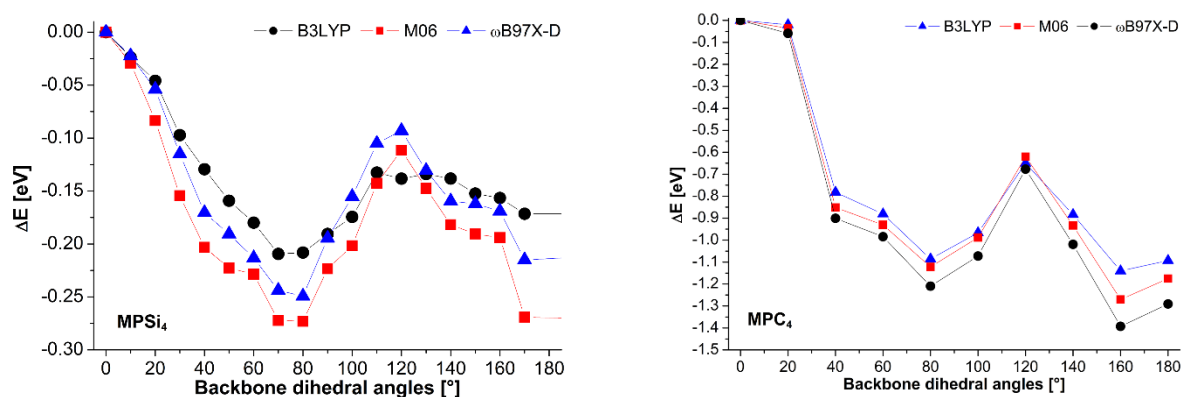 B3LYP M06 ωB97X-D
0.00
-0.05
-0.10
-0.15
-0.20
-0.25
-0.30
ΔE [eV]
MPSi₄
0 20 40 60 80 100 120 140 160 180
Backbone dihedral angles [°]
B3LYP M06 ωB97X-D
0.0
-0.1
-0.2
-0.3
-0.4
-0.5
-0.6
-0.7
-0.8
-0.9
-1.0
-1.1
-1.2
-1.3
-1.4
-1.5
ΔE [eV]
MPC₄
0 20 40 60 80 100 120 140 160 180
Backbone dihedral angles [°]